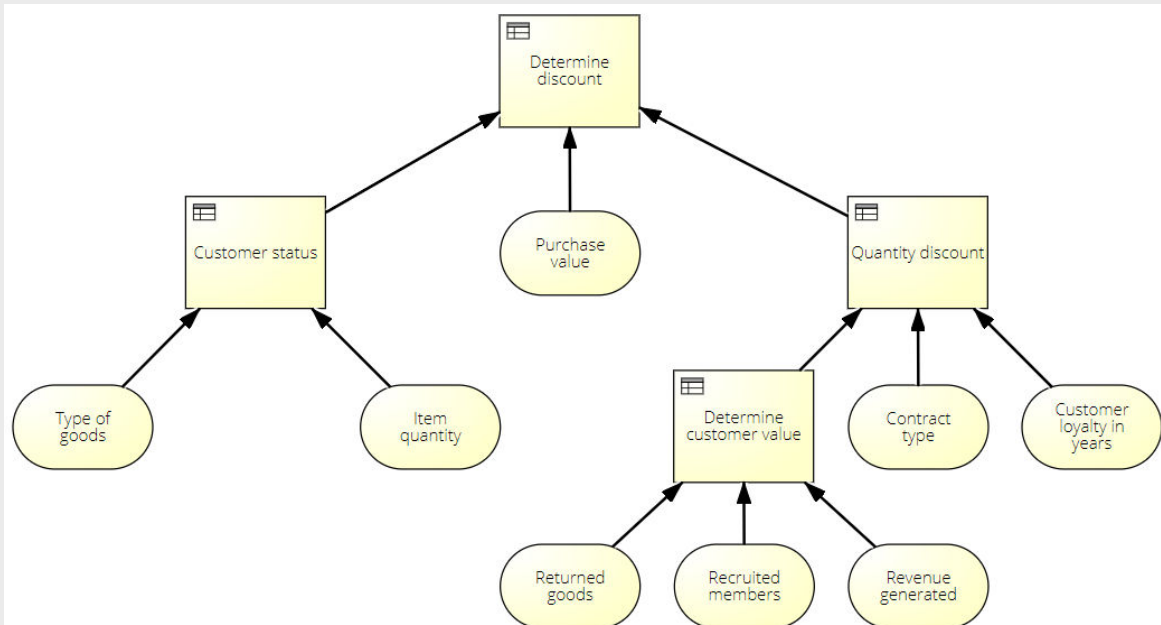 Determine
discount
Customer status
Purchase
value
Quantity discount
Type of
goods
Item
quantity
Determine
customer value
Contract
type
Customer
loyalty in
years
Returned
goods
Recruited
members
Revenue
generated